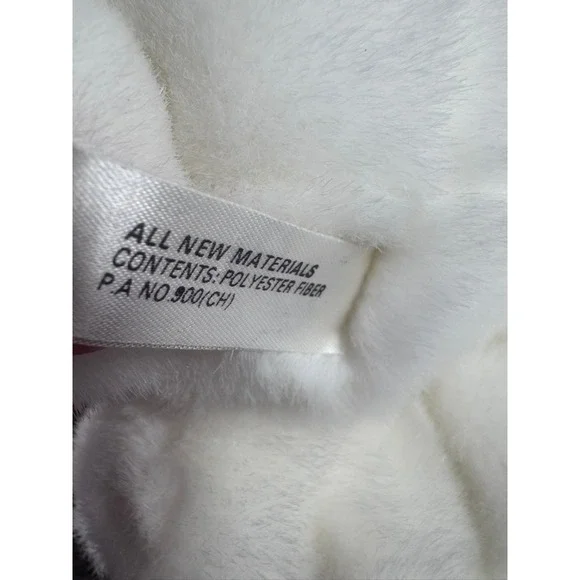 ALL NEW MATERIALS
CONTENTS: POLYESTER FIBER
P.A NO.900(CH)